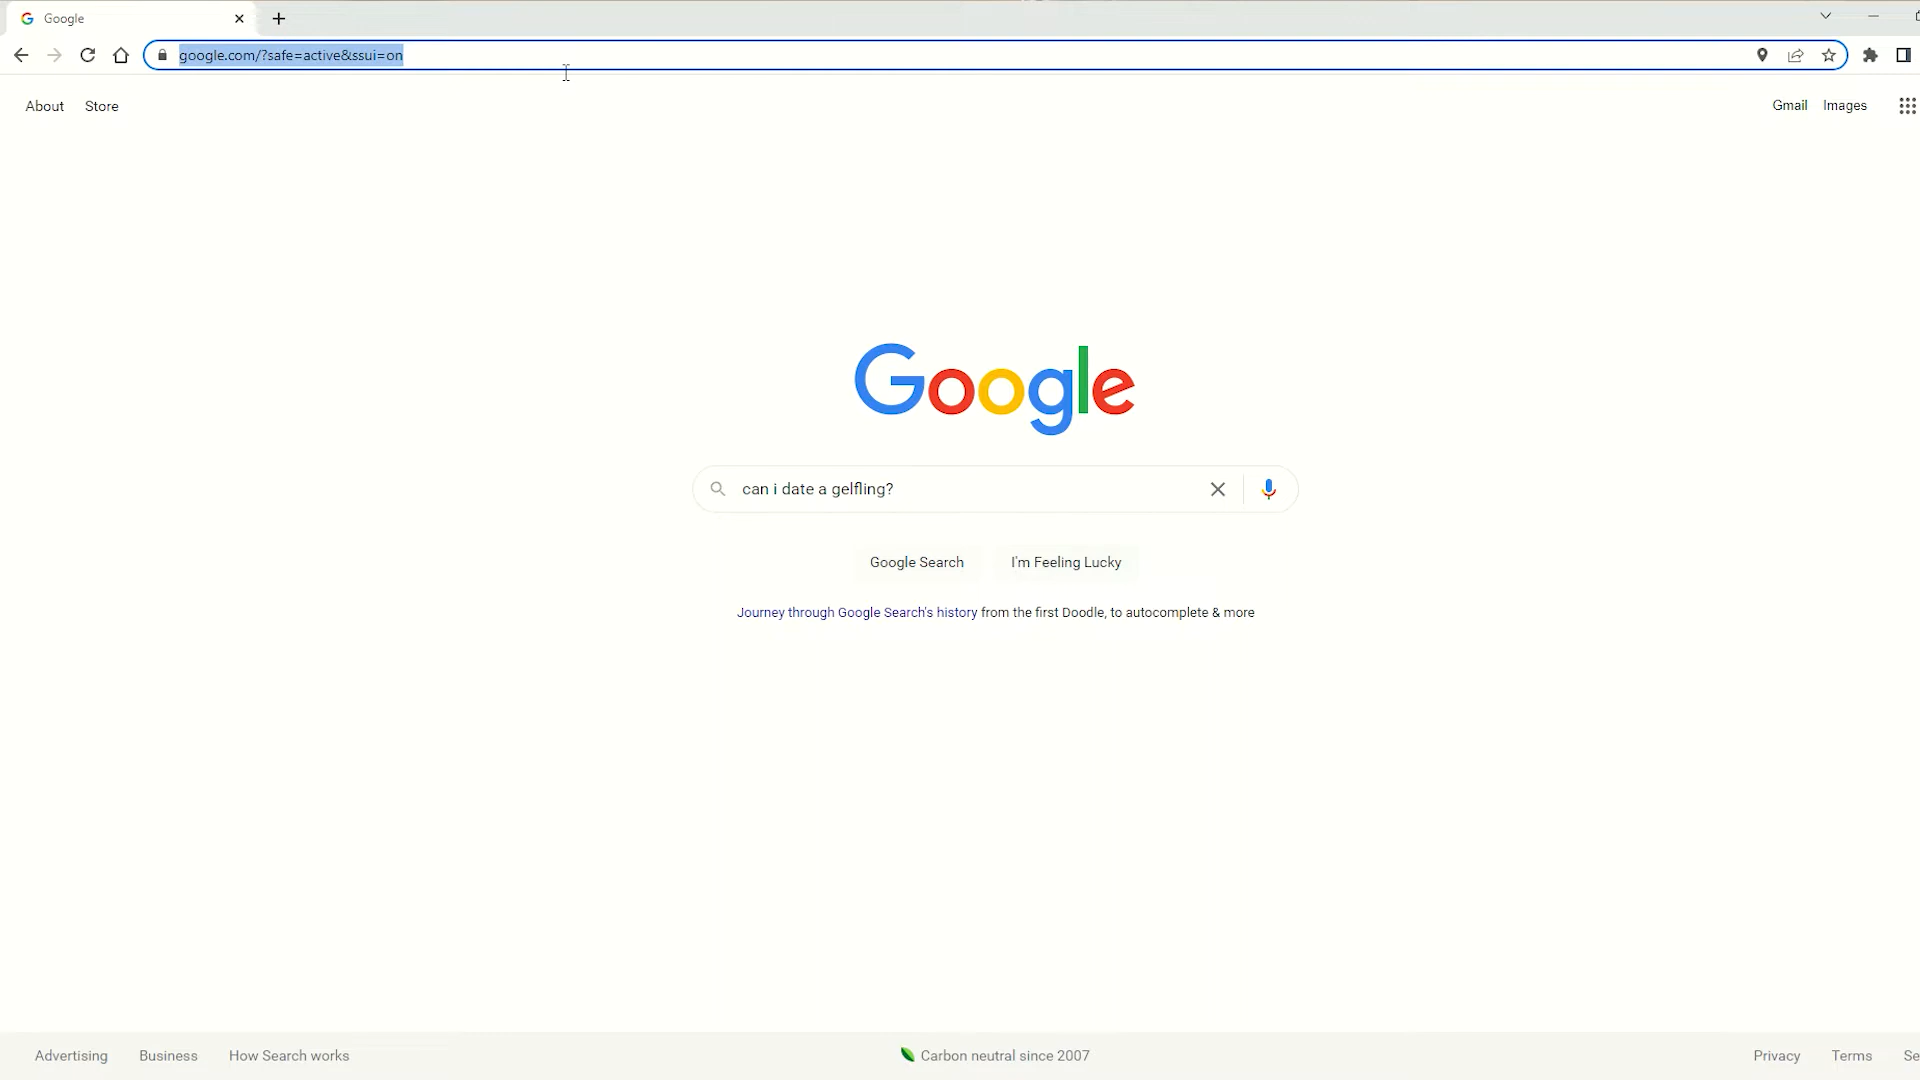 Google
google.com/?safe=active&ssui=on
About Store
Gmail Images
Google
can i date a gelfling?
Google Search I'm Feeling Lucky
Journey through Google Search's history from the first Doodle, to autocomplete & more
Advertising Business How Search works
Carbon neutral since 2007
Privacy Terms